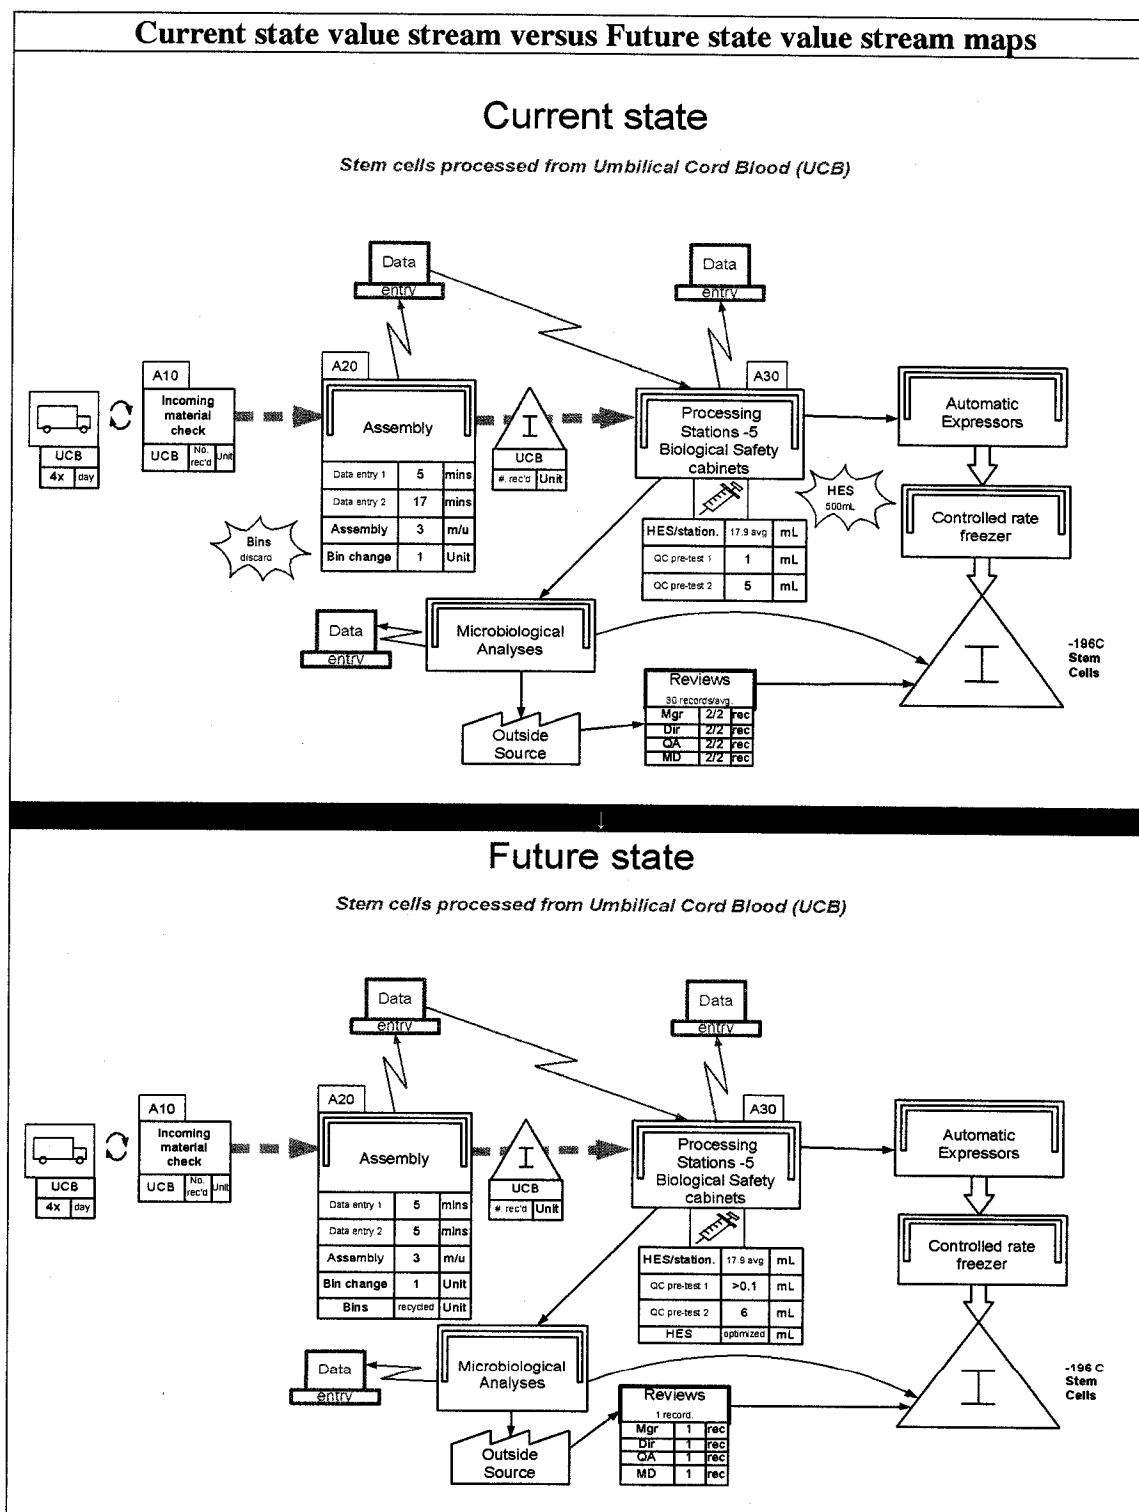 Current state value stream versus Future state value stream maps
Current state
Stem cells processed from Umbilical Cord Blood (UCB)
Data
entry
Data
entry
A10
Incoming
material
check
UCB No. rec'd Unit
UCB
4x day
A20
Assembly
Data entry 1 5 mins
Data entry 2 17 mins
Assembly 3 m/u
Bin change 1 Unit
Bins
discard
I
UCB
#. rec'd Unit
A30
Processing
Stations -5
Biological Safety
cabinets
HES/station. 17.9 avg mL
QC pre-test 1 1 mL
QC pre-test 2 5 mL
HES
500mL
Automatic
Expressors
Controlled rate
freezer
I
-196C
Stem
Cells
Data
entry
Microbiological
Analyses
Outside
Source
Reviews
30 records/avg.
Mgr 2/2 rec
Dir 2/2 rec
QA 2/2 rec
MD 2/2 rec
Future state
Stem cells processed from Umbilical Cord Blood (UCB)
Data
entry
Data
entry
A10
Incoming
material
check
UCB No. rec'd Unit
UCB
4x day
A20
Assembly
Data entry 1 5 mins
Data entry 2 5 mins
Assembly 3 m/u
Bin change 1 Unit
Bins recycled Unit
I
UCB
#. rec'd Unit
A30
Processing
Stations -5
Biological Safety
cabinets
HES/station. 17.9 avg mL
QC pre-test 1 >0.1 mL
QC pre-test 2 6 mL
HES optimized mL
Automatic
Expressors
Controlled rate
freezer
I
-196 C
Stem
Cells
Data
entry
Microbiological
Analyses
Outside
Source
Reviews
1 record.
Mgr 1 rec
Dir 1 rec
QA 1 rec
MD 1 rec